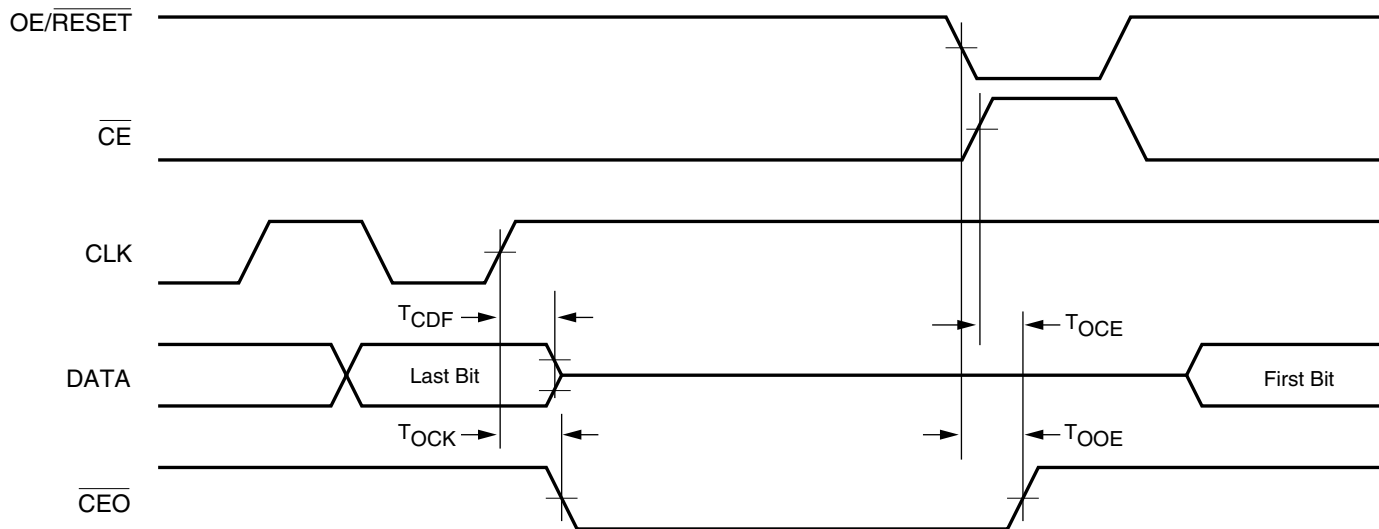 OE/RESET
CE
CLK
TCDF
TOCE
DATA
Last Bit
First Bit
TOCK
TOOE
CEO